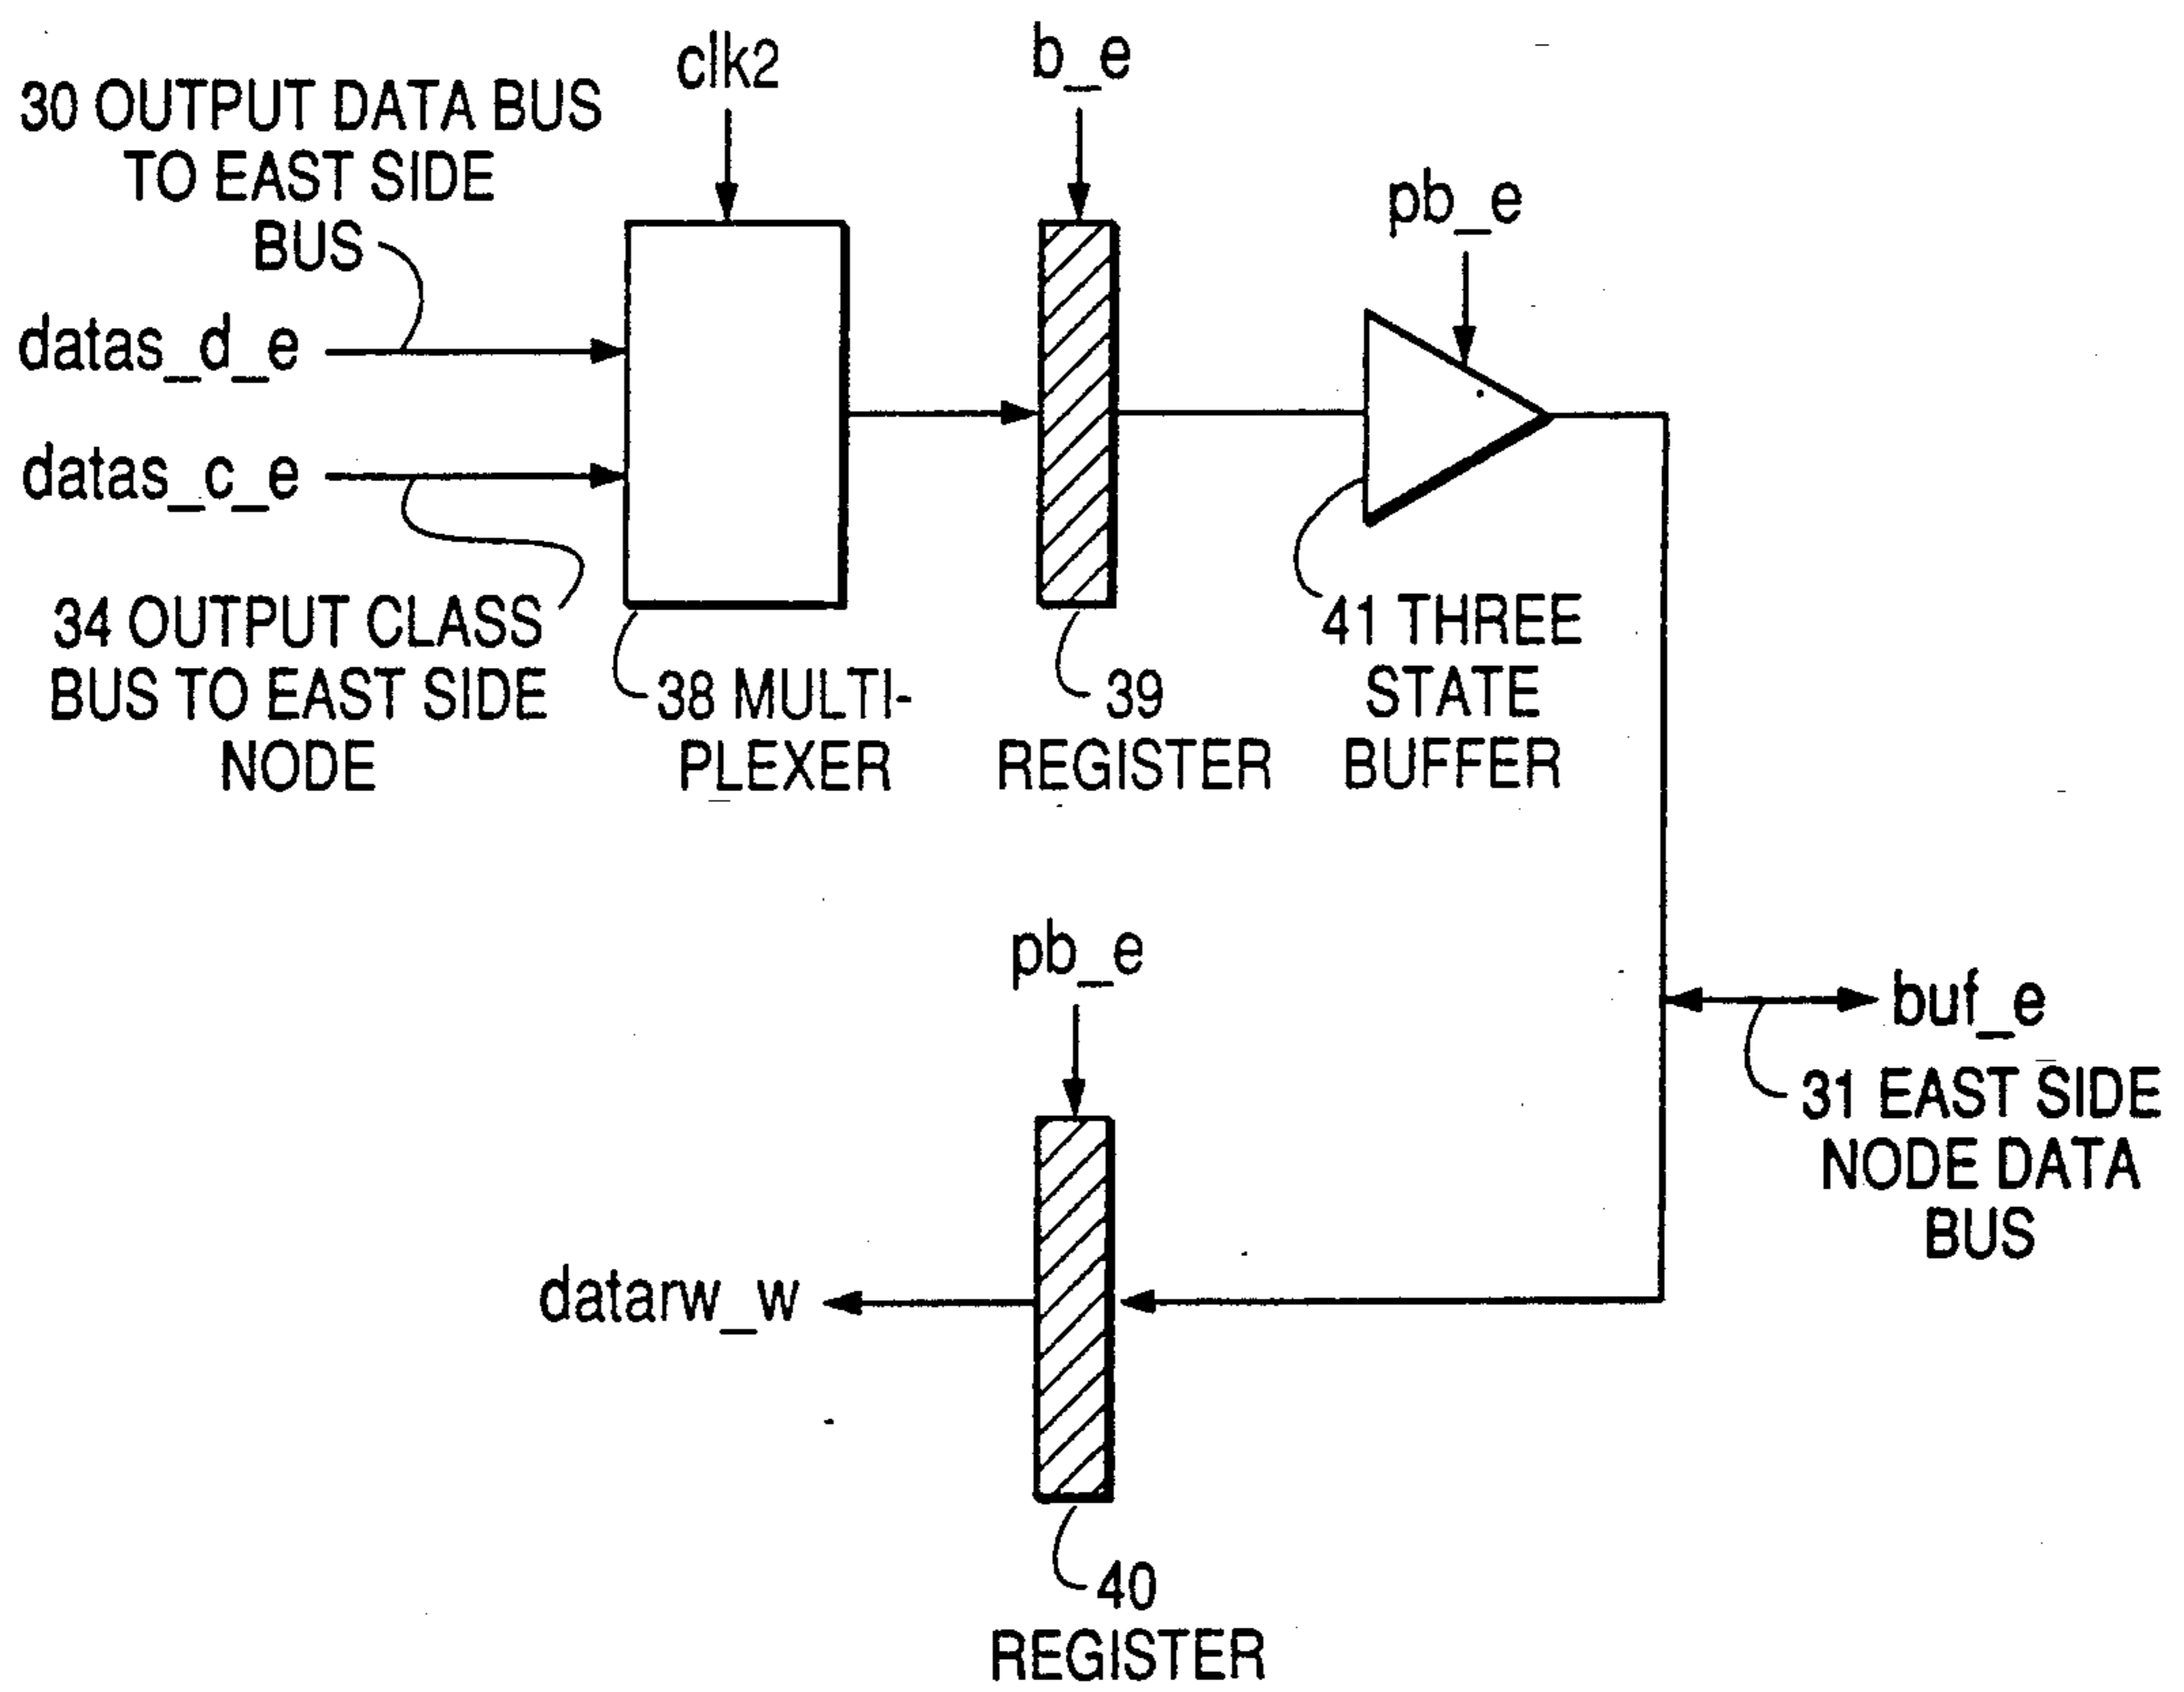 clk2
b_e
30 OUTPUT DATA BUS
TO EAST SIDE
BUS
pb_e
datas_d_e
datas_c_e
34 OUTPUT CLASS
BUS TO EAST SIDE
NODE
38 MULTI-
PLEXER
39
REGISTER
41 THREE
STATE
BUFFER
pb_e
buf_e
31 EAST SIDE
NODE DATA
BUS
datarw_w
40
REGISTER